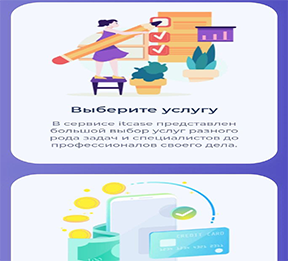 Выберите услугу
В сервисе itcase представлен
большой выбор услуг разного
рода задач и специалистов до
профессионалов своего дела.